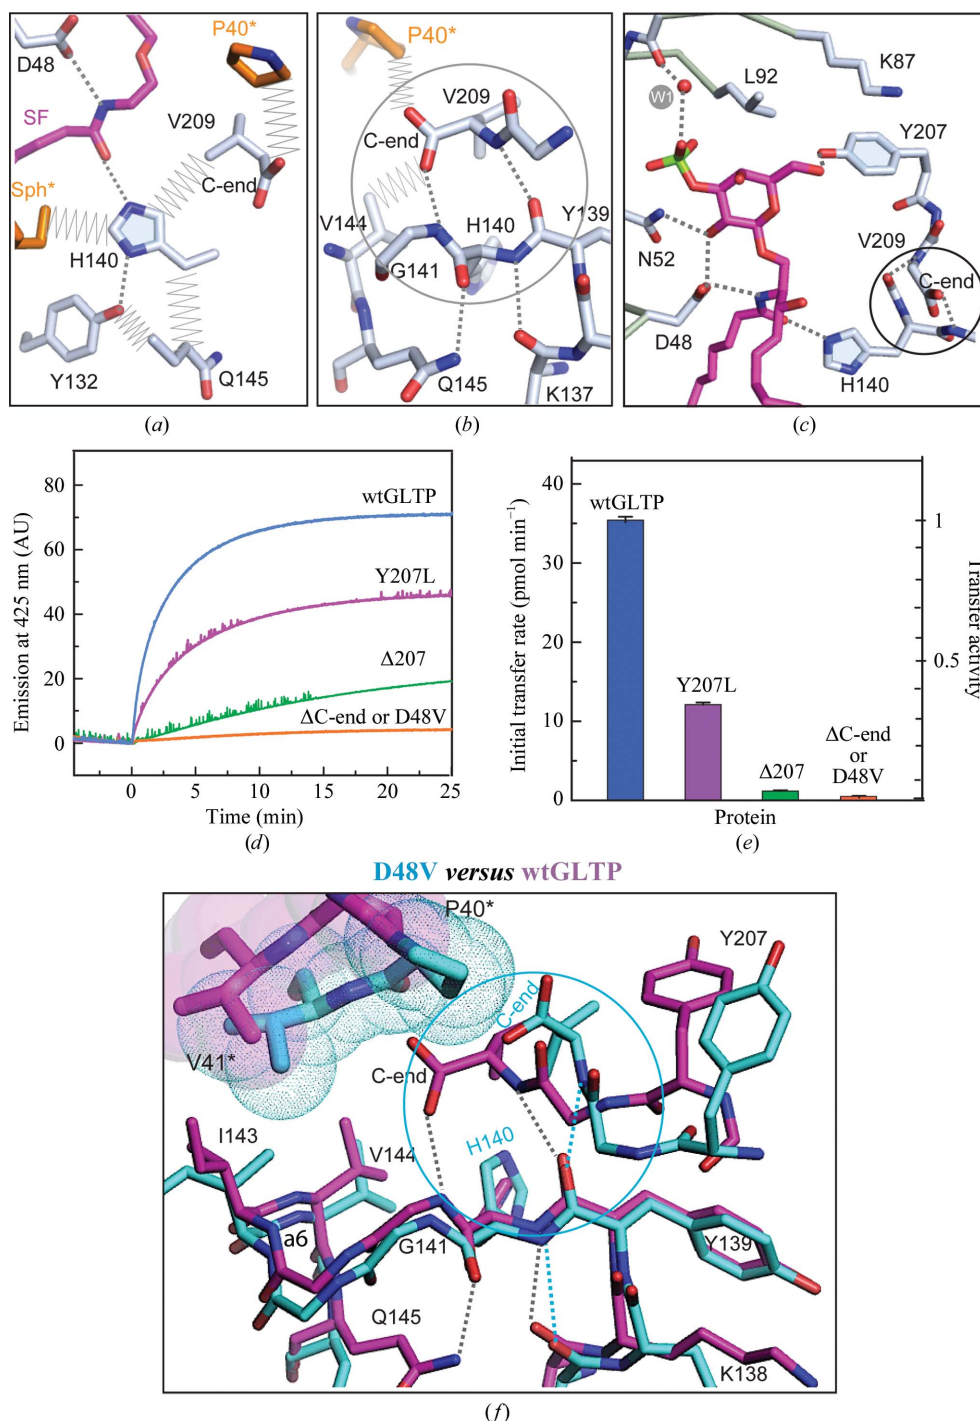 P40*
D48
SF
V209
C-end
Sph*
H140
Y132
Q145
(a)
P40*
V209
C-end
V144
H140
Y139
G141
Q145
K137
(b)
K87
L92
W1
Y207
N52
V209
C-end
D48
H140
(c)
80
60
40
20
0
Emission at 425 nm (AU)
wtGLTP
Y207L
Δ207
ΔC-end or D48V
0 5 10 15 20 25
Time (min)
(d)
40
30
20
10
0
Initial transfer rate (pmol min⁻¹)
wtGLTP
Y207L
Δ207
ΔC-end
or
D48V
1
0.5
0
Transfer activity
Protein
(e)
D48V versus wtGLTP
P40*
Y207
V41*
C-end
C-end
I143
V144
H140
a6
G141
Y139
Q145
K138
(f)